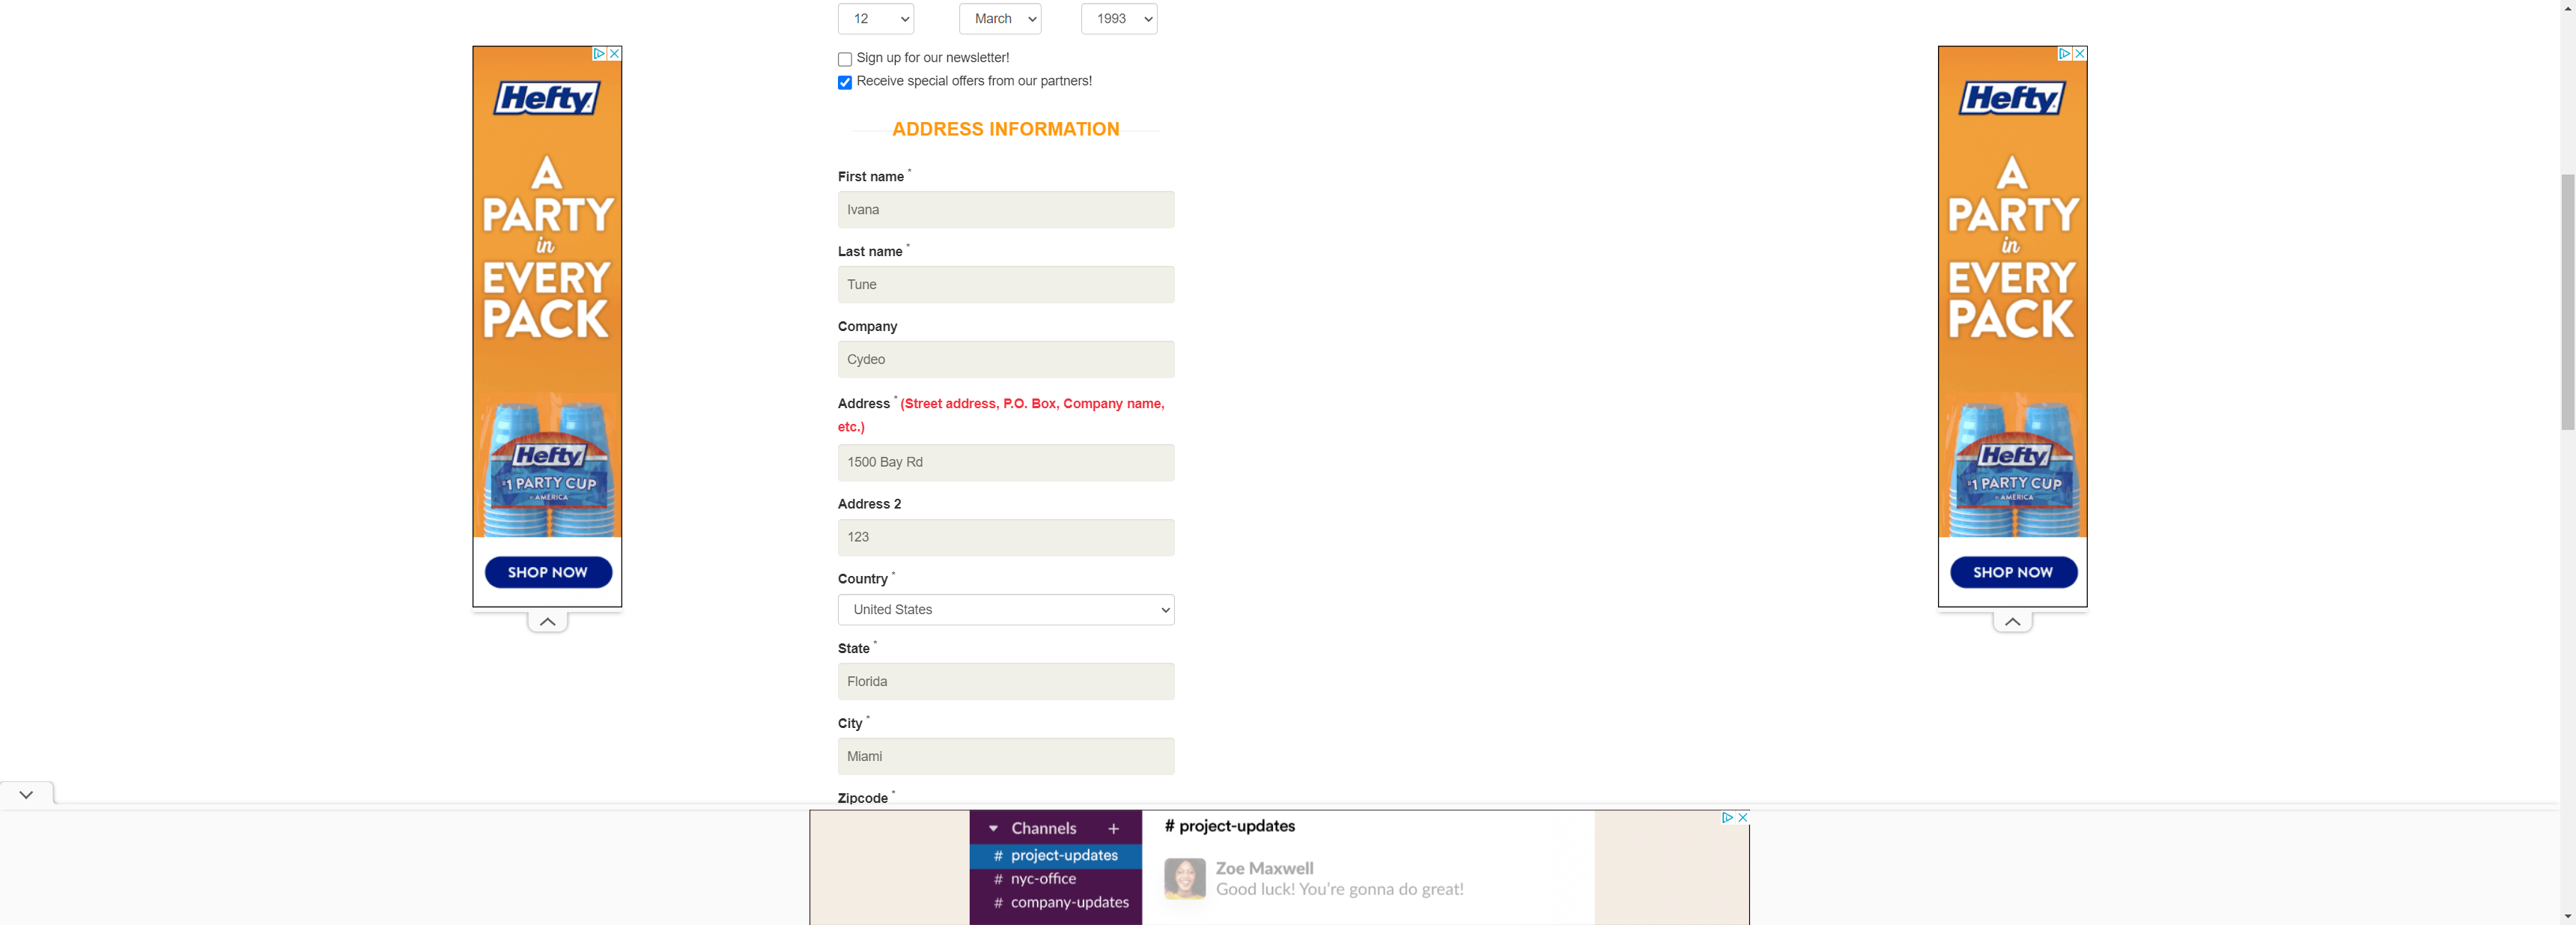 12 March 1993
Sign up for our newsletter!
Receive special offers from our partners!
ADDRESS INFORMATION
First name *
Ivana
Last name *
Tune
Company
Cydeo
Address * (Street address, P.O. Box, Company name,
etc.)
1500 Bay Rd
Address 2
123
Country *
United States
State *
Florida
City *
Miami
Zipcode *
Hefty
A
PARTY
in
EVERY
PACK
Hefty
#1 PARTY CUP
IN AMERICA
SHOP NOW
Hefty
A
PARTY
in
EVERY
PACK
Hefty
#1 PARTY CUP
IN AMERICA
SHOP NOW
Channels +
# project-updates
# nyc-office
# company-updates
# project-updates
Zoe Maxwell
Good luck! You're gonna do great!